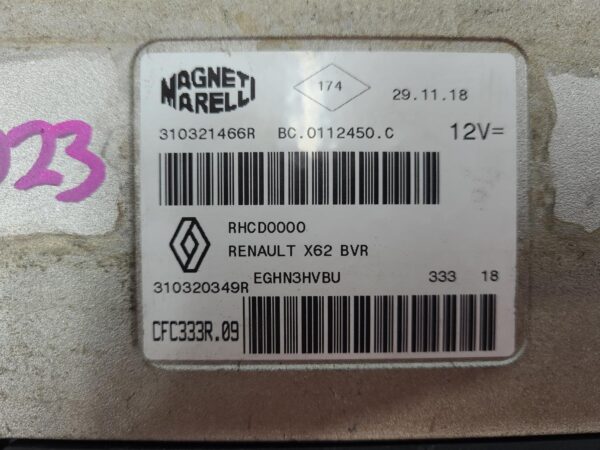 MAGNETI
MARELLI
174
29.11.18
310321466R BC.0112450.C 12V=
023
RHCD0000
RENAULT X62 BVR
EGHN3HVBU 333 18
310320349R
CFC333R.09